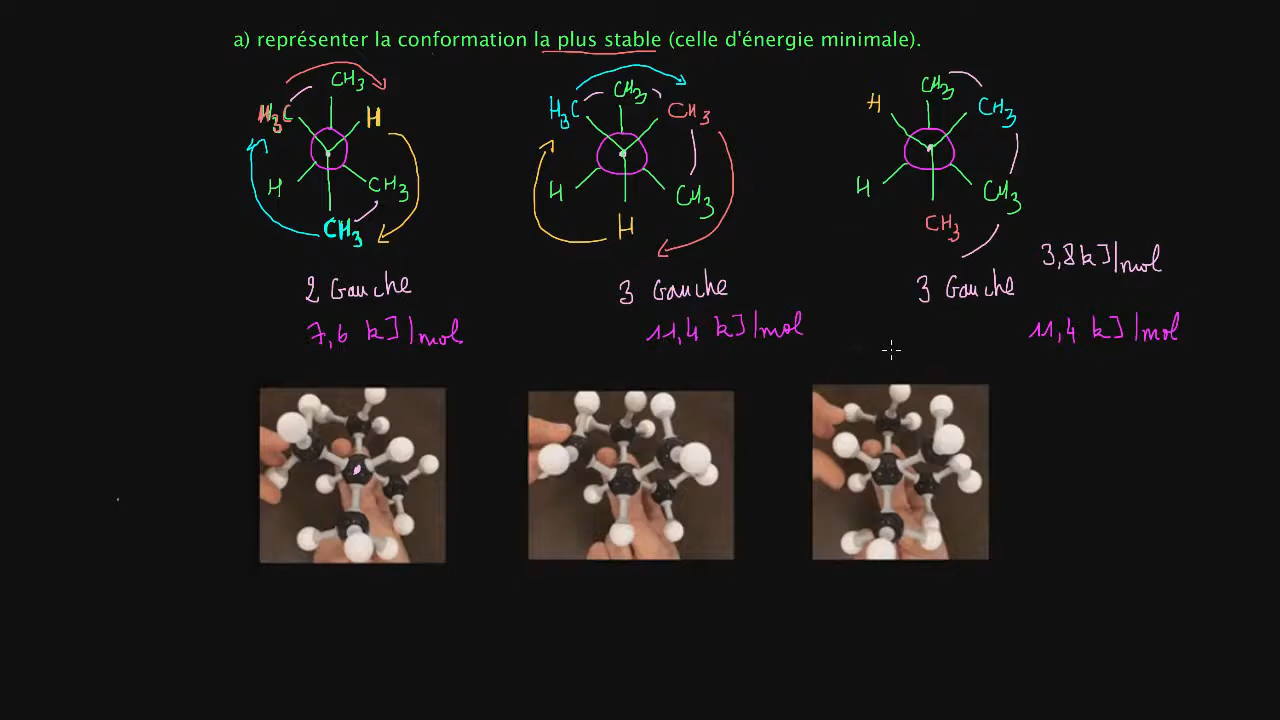 a) représenter la conformation la plus stable (celle d'énergie minimale).
CH3
H3C
H
H
CH3
CH3
2 Gauche
7,6 kJ/mol
CH3
H3C
CH3
H
CH3
H
3 Gauche
11,4 kJ/mol
CH3
H
CH3
H
CH3
CH3
3,8 kJ/mol
3 Gauche
11,4 kJ/mol